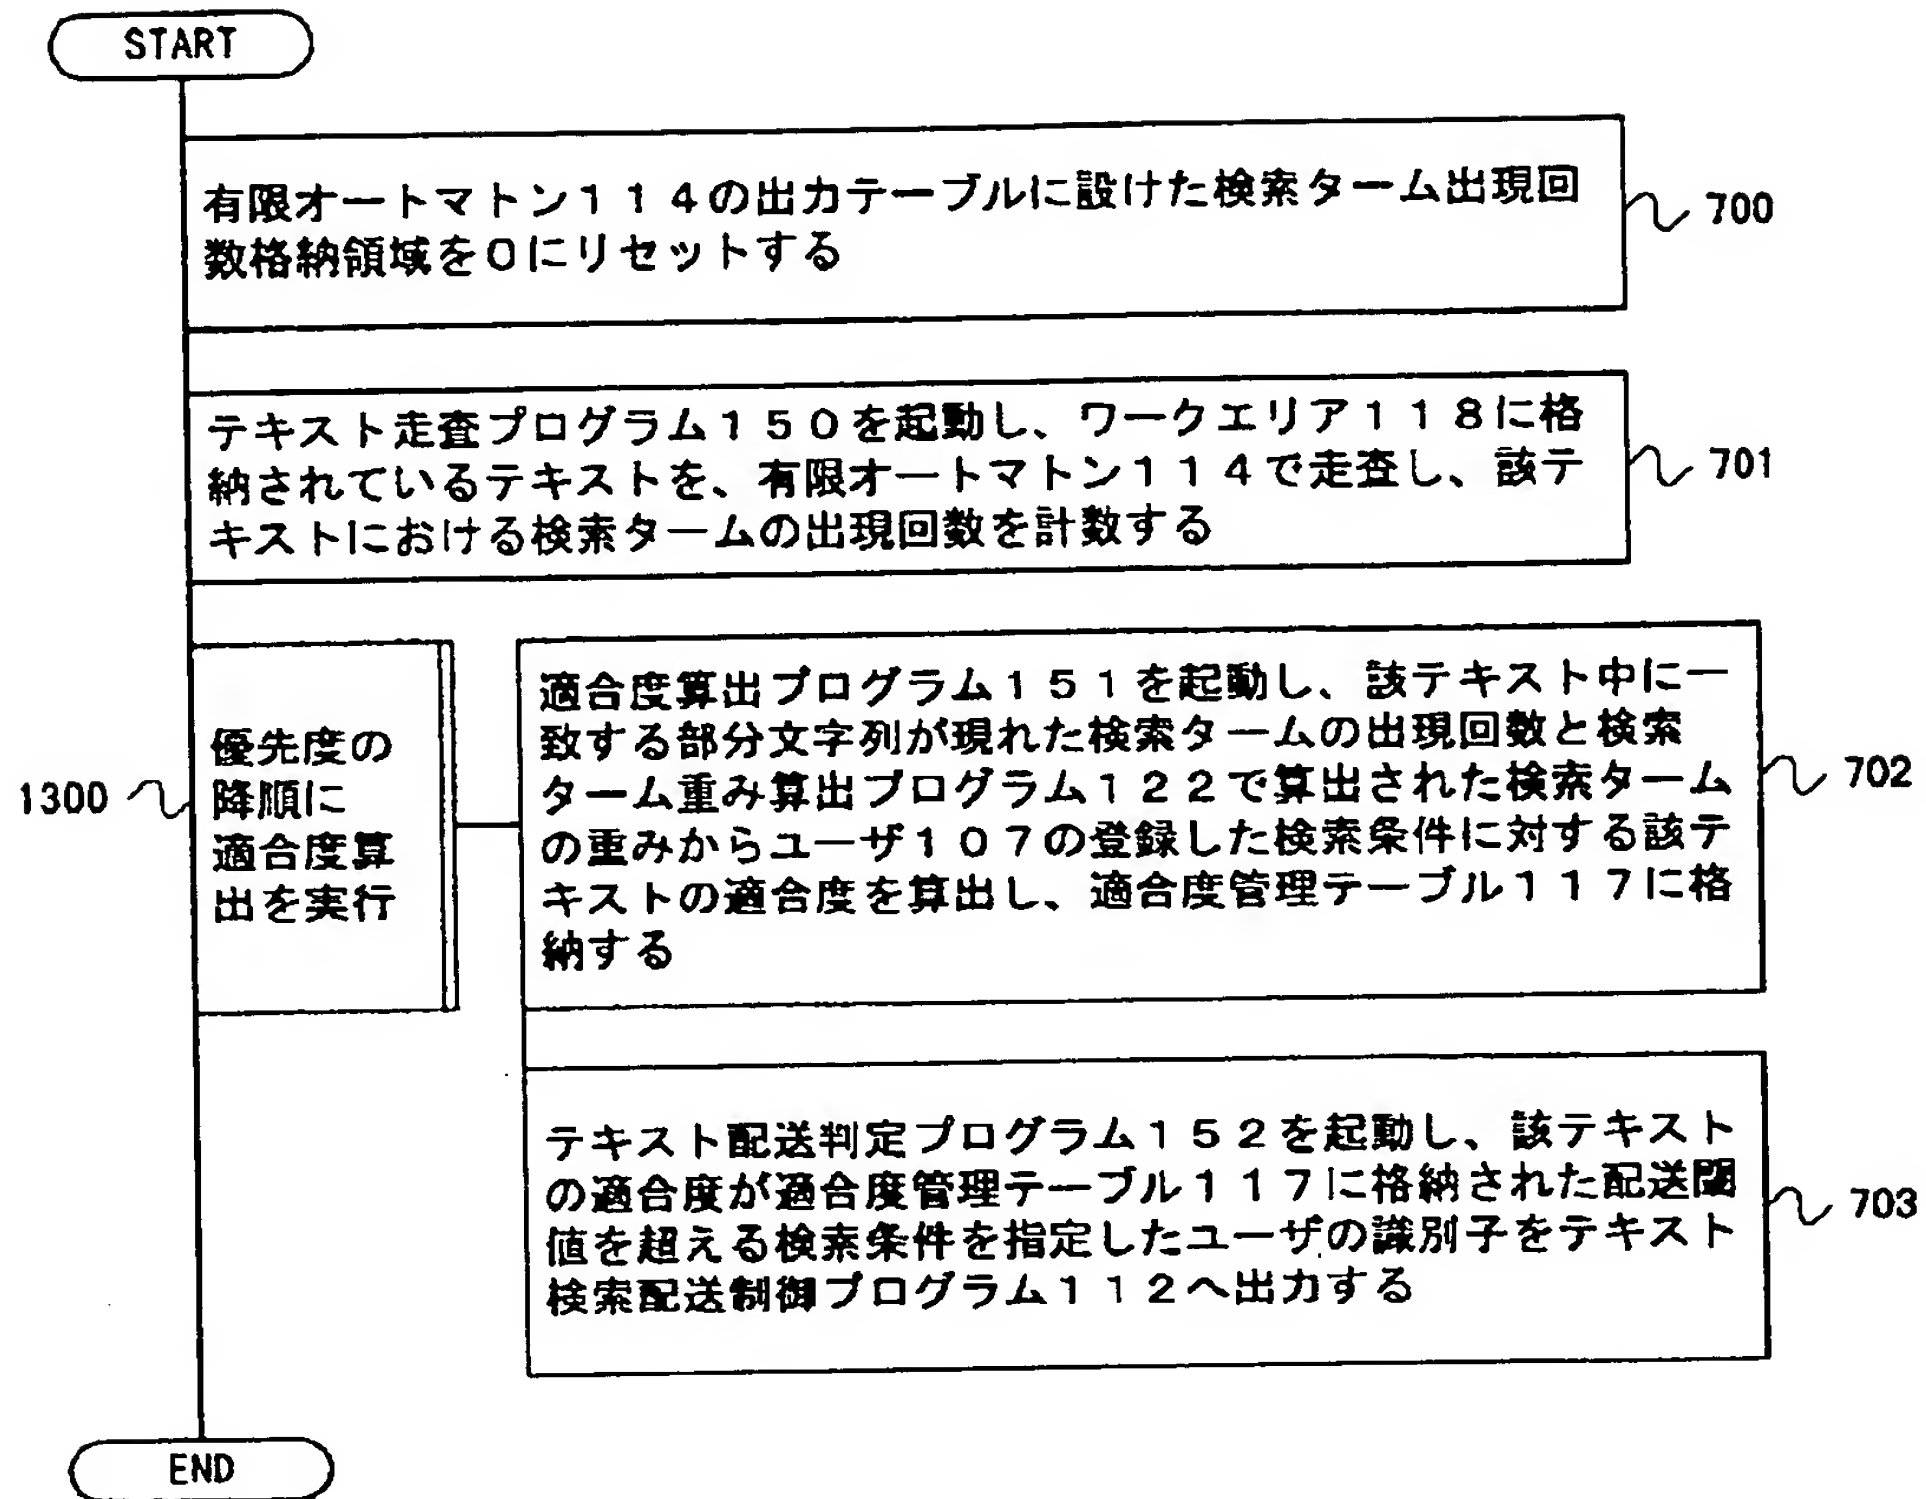 START
有限オートマトン114の出力テーブルに設けた検索ターム出現回
数格納領域を0にリセットする
700
テキスト走査プログラム150を起動し、ワークエリア118に格
納されているテキストを、有限オートマトン114で走査し、該テ
キストにおける検索タームの出現回数を計数する
701
優先度の
降順に
適合度算
出を実行
1300
適合度算出プログラム151を起動し、該テキスト中に一
致する部分文字列が現れた検索タームの出現回数と検索
ターム重み算出プログラム122で算出された検索ターム
の重みからユーザ107の登録した検索条件に対する該テ
キストの適合度を算出し、適合度管理テーブル117に格
納する
702
テキスト配送判定プログラム152を起動し、該テキスト
の適合度が適合度管理テーブル117に格納された配送閾
値を超える検索条件を指定したユーザの識別子をテキスト
検索配送制御プログラム112へ出力する
703
END